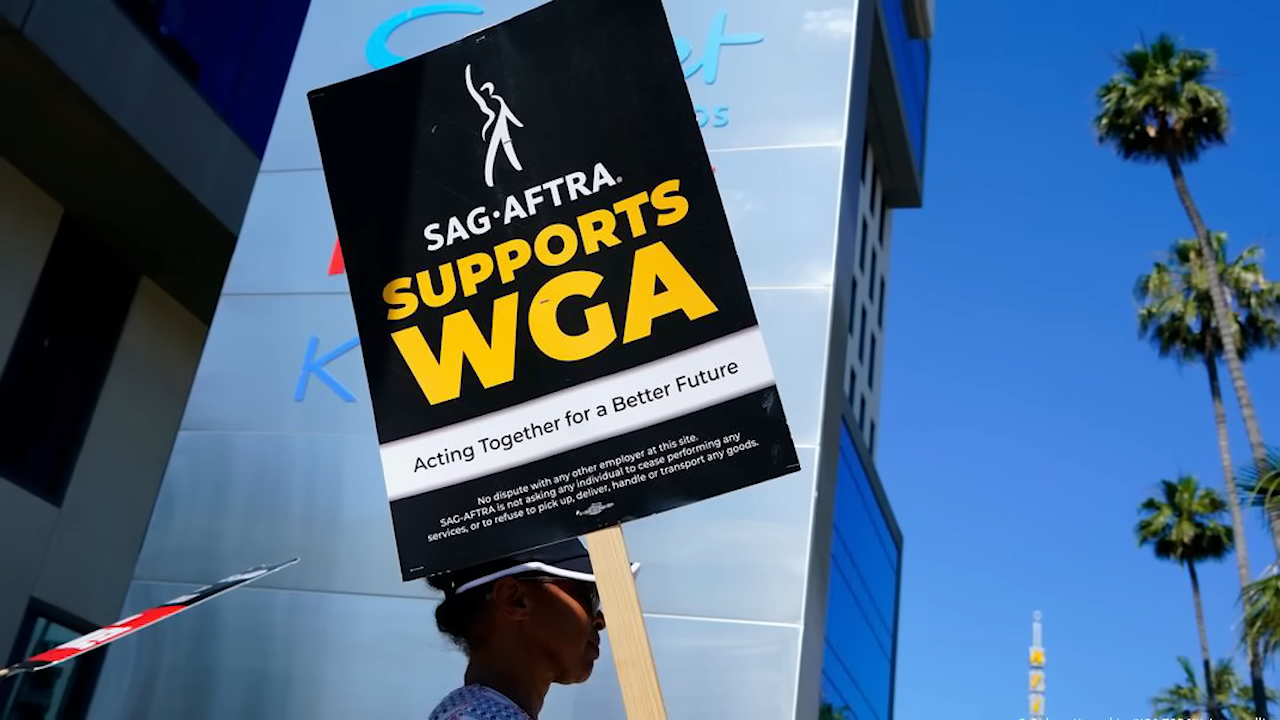 SAG·AFTRA®
SUPPORTS
WGA
Acting Together for a Better Future
No dispute with any other employer at this site.
SAG-AFTRA is not asking any individual to cease performing any
services, or to refuse to pick up, deliver, handle or transport any goods.